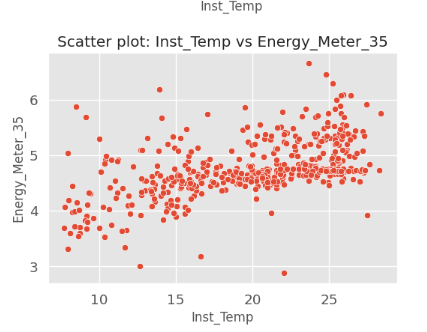 Inst_Temp
Scatter plot: Inst_Temp vs Energy_Meter_35
6
5
4
3
Energy_Meter_35
10 15 20 25
Inst_Temp